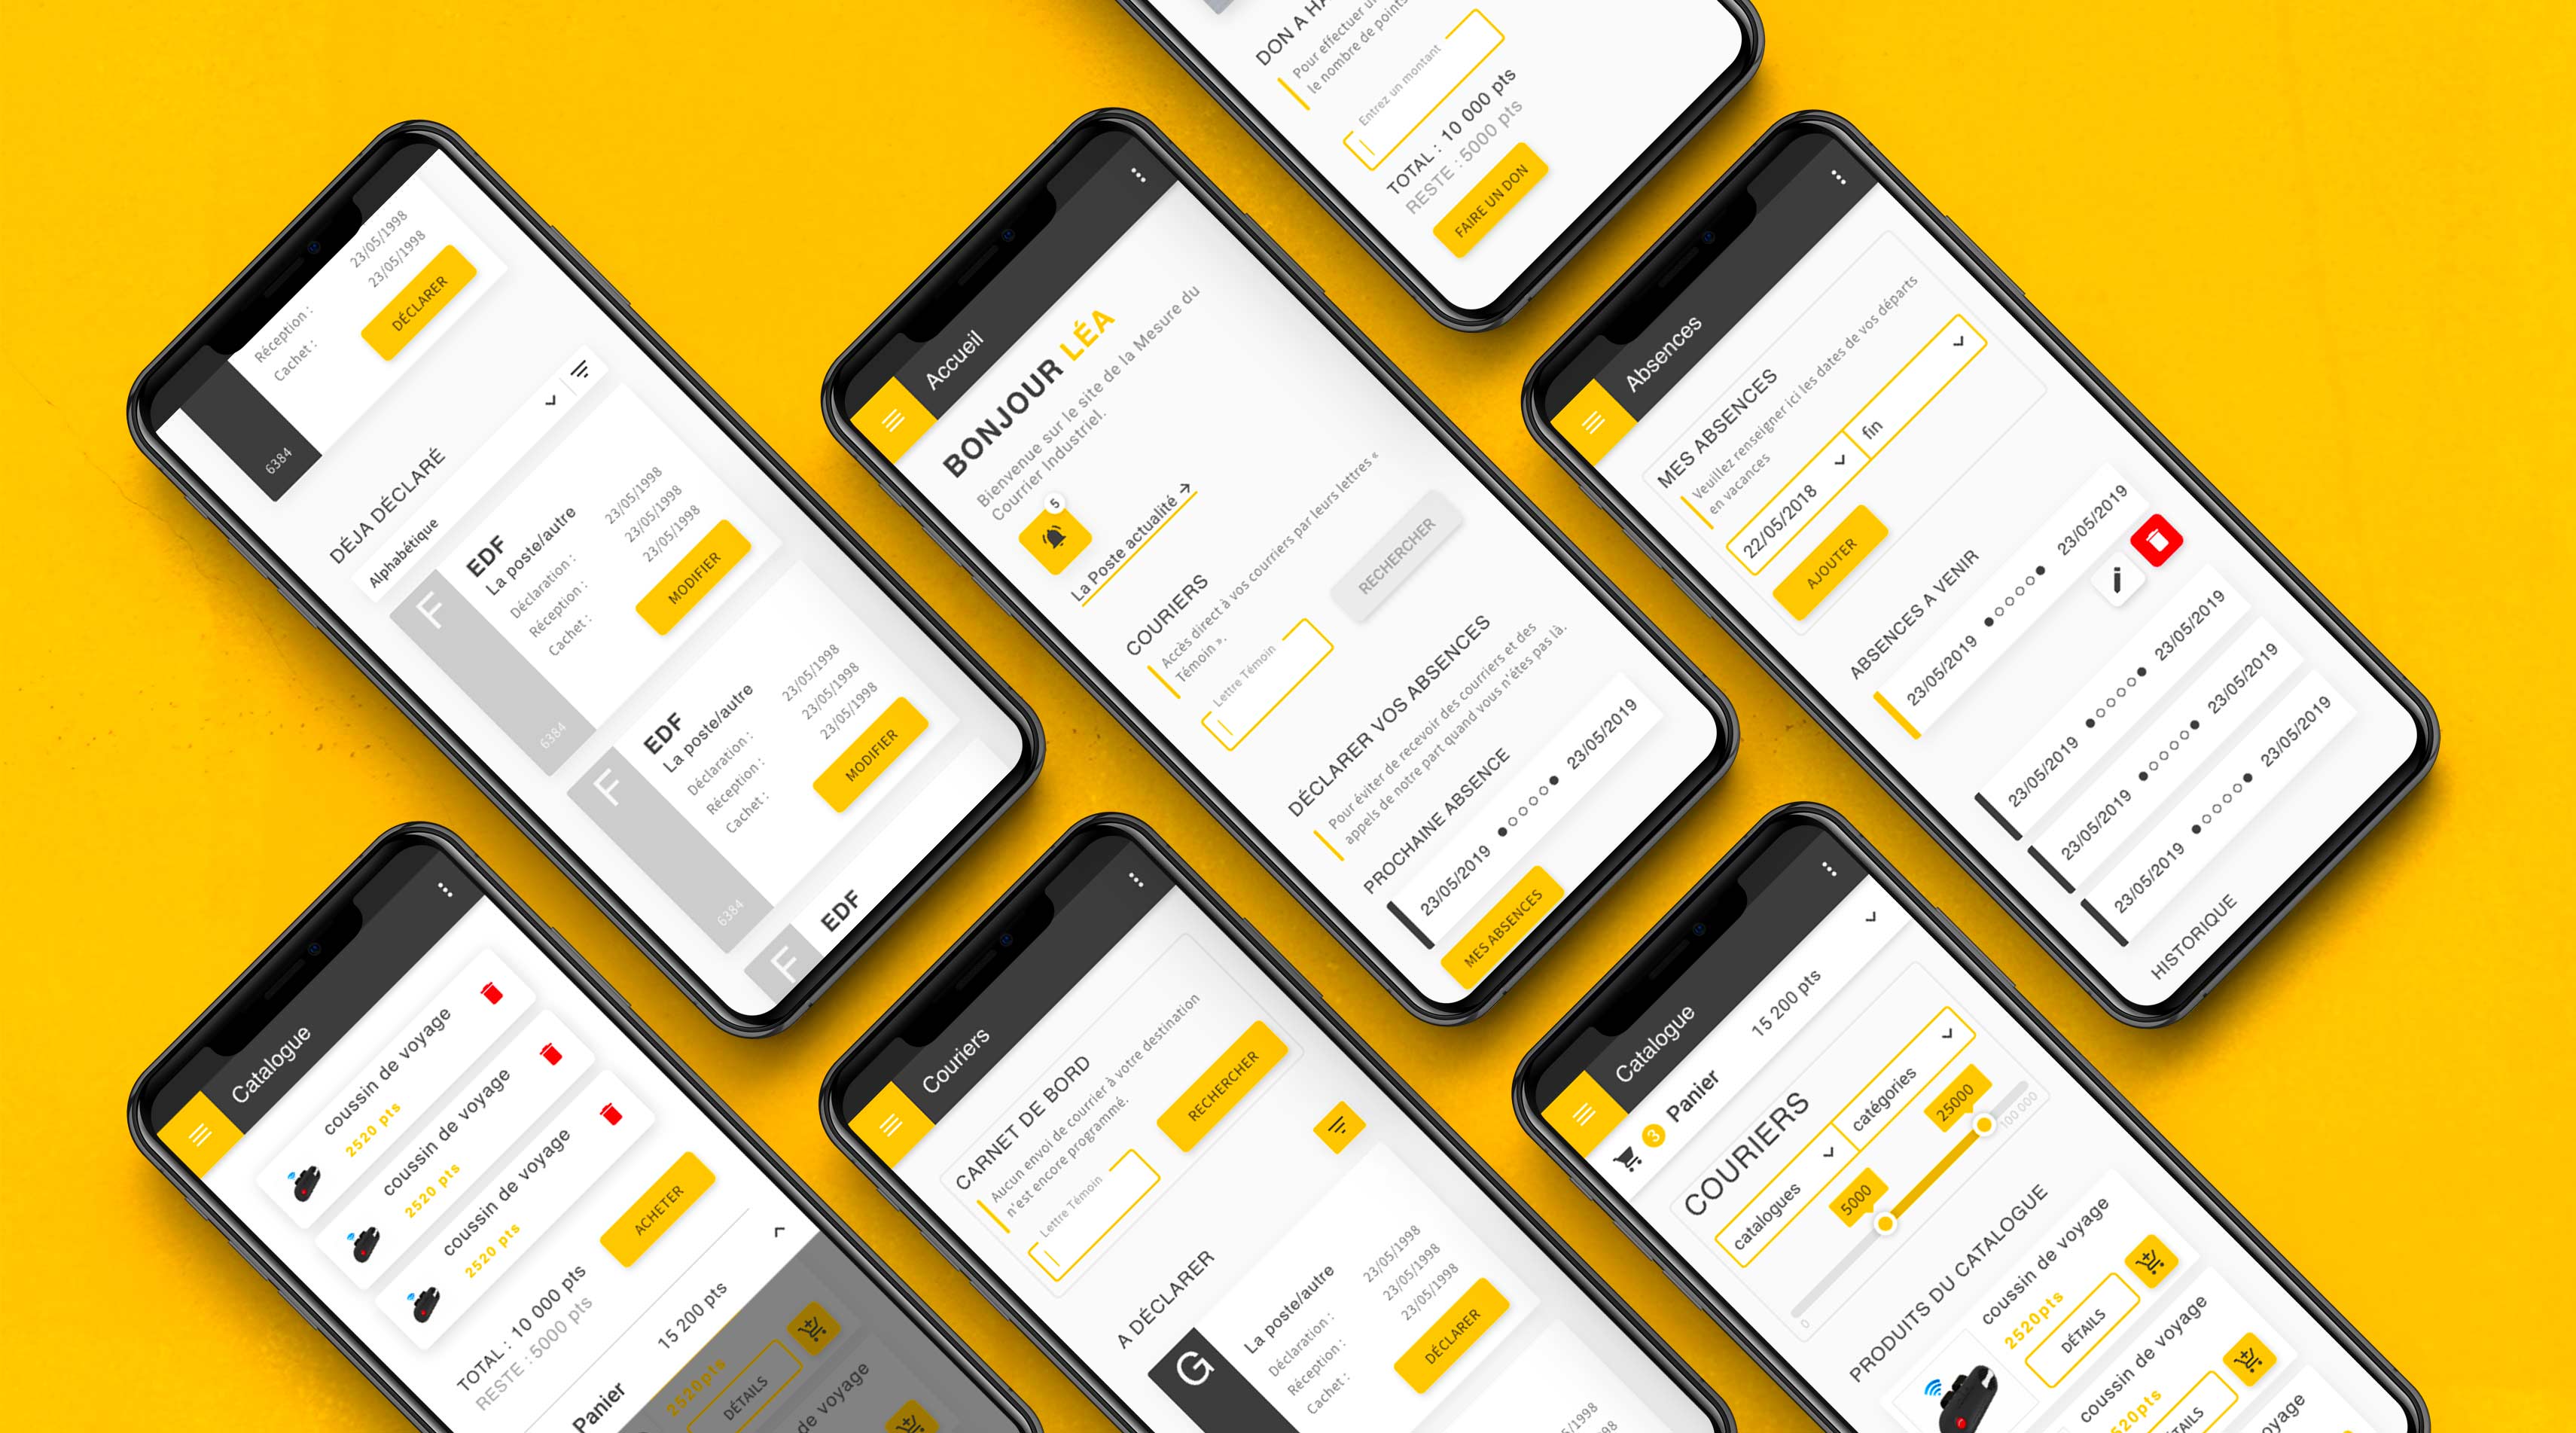 DON A
Pour effectuer
le nombre de points
Entrez un montant
TOTAL : 10 000 pts
RESTE : 5000 pts
FAIRE UN DON
Réception :
23/05/1998
Cachet :
23/05/1998
DÉCLARER
6384
DÉJA DÉCLARÉ
Alphabétique
F
6384
EDF
La poste/autre
Déclaration :
23/05/1998
Réception :
23/05/1998
Cachet :
23/05/1998
MODIFIER
F
6384
EDF
La poste/autre
Déclaration :
23/05/1998
Réception :
23/05/1998
Cachet :
23/05/1998
MODIFIER
F
EDF
Accueil
BONJOUR LÉA
Bienvenue sur le site de la Mesure du
Courrier Industriel.
5
La Poste actualité
COURIERS
Accès direct à vos courriers par leurs lettres «
Témoin ».
Lettre Témoin
RECHERCHER
DÉCLARER VOS ABSENCES
Pour éviter de recevoir des courriers et des
appels de notre part quand vous n'étes pas là.
PROCHAINE ABSENCE
23/05/2019
23/05/2019
MES ABSENCES
Absences
MES ABSENCES
Veuillez renseigner ici les dates de vos départs
en vacances
22/05/2018
fin
AJOUTER
ABSENCES A VENIR
23/05/2019
23/05/2019
23/05/2019
23/05/2019
23/05/2019
23/05/2019
23/05/2019
23/05/2019
HISTORIQUE
Catalogue
coussin de voyage
2520 pts
coussin de voyage
2520 pts
coussin de voyage
2520 pts
TOTAL : 10 000 pts
RESTE : 5000 pts
ACHETER
Panier
15 200 pts
2520pts
DÉTAILS
de voyage
Couriers
CARNET DE BORD
Aucun envoi de courrier à votre destination
n'est encore programmé.
Lettre Témoin
RECHERCHER
A DÉCLARER
G
La poste/autre
Déclaration :
23/05/1998
Réception :
23/05/1998
Cachet :
23/05/1998
DÉCLARER
Catalogue
3
Panier
15 200 pts
COURIERS
catalogues
catégories
5000
25000
0
100 000
PRODUITS DU CATALOGUE
coussin de voyage
2520pts
DÉTAILS
coussin de voyage